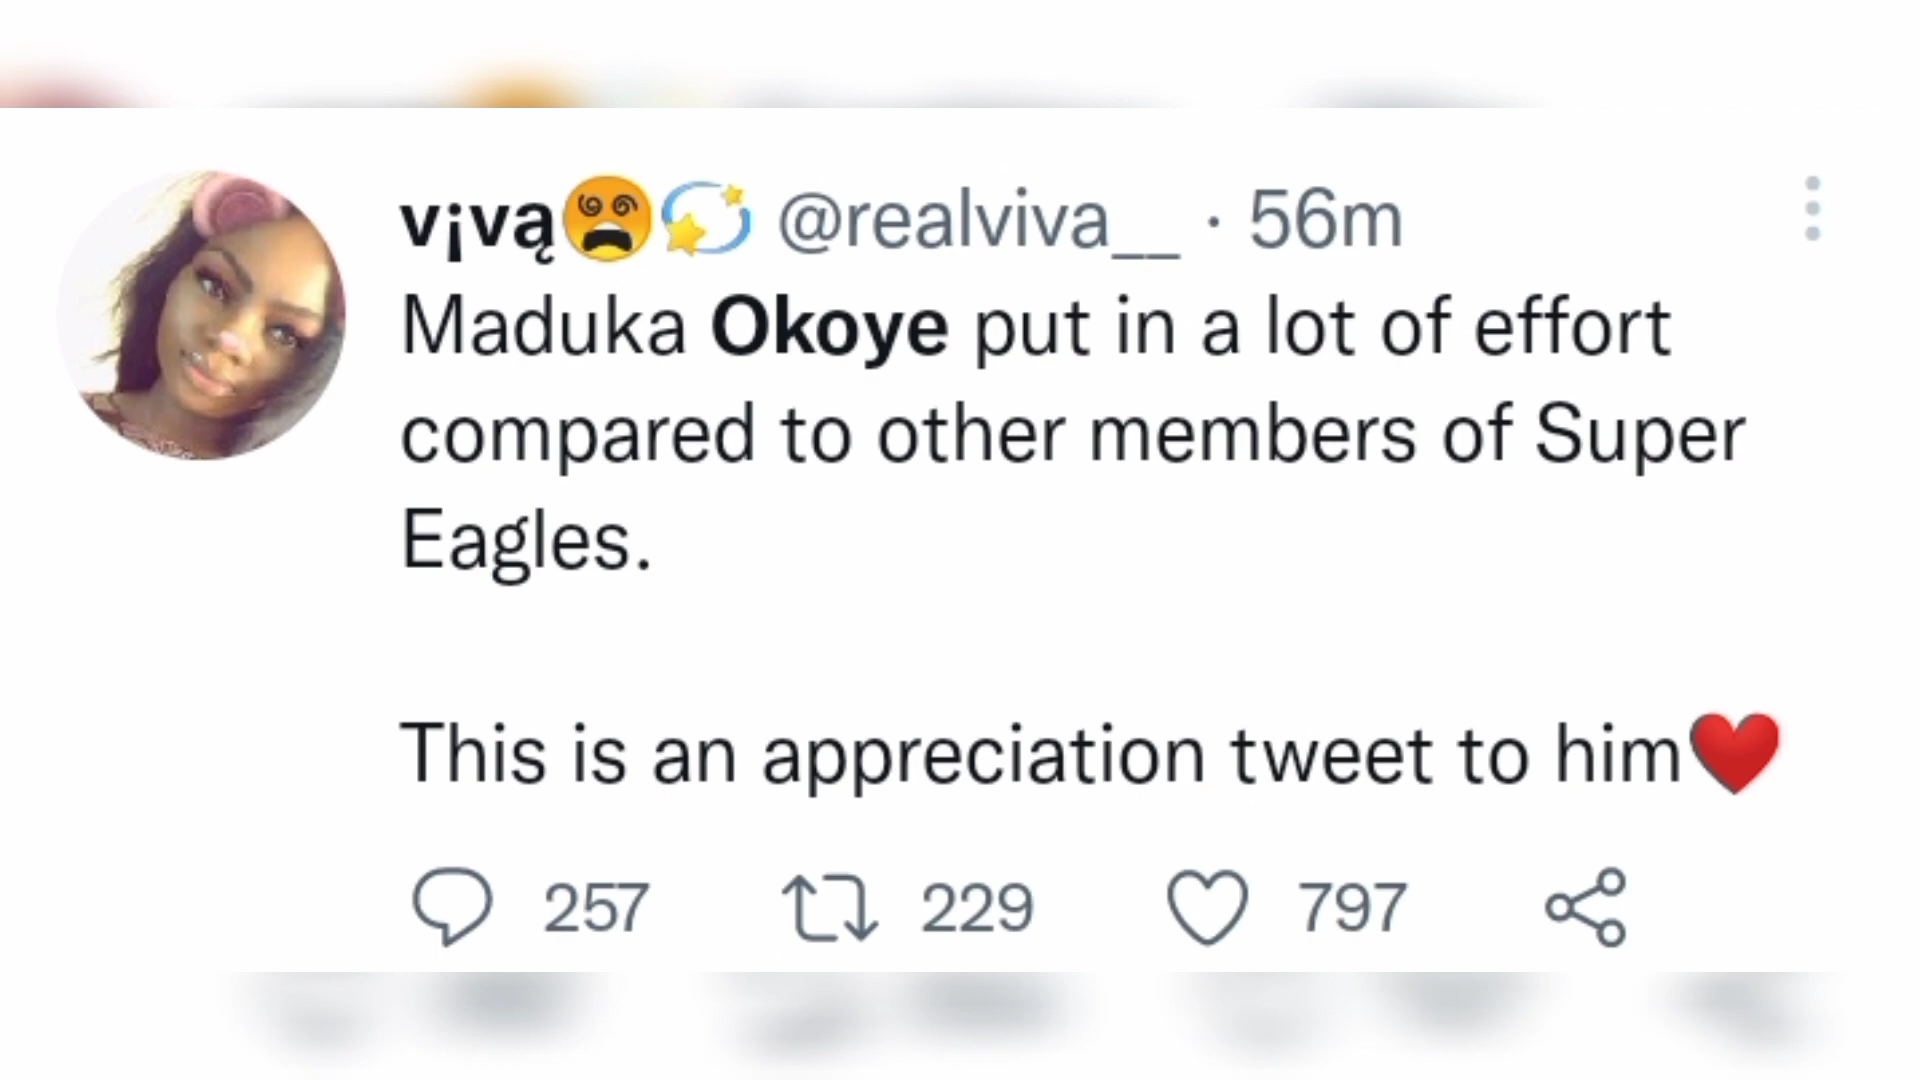 v¡vą😵💫 @realviva__ · 56m
Maduka Okoye put in a lot of effort
compared to other members of Super
Eagles.
This is an appreciation tweet to him❤️
257 229 797